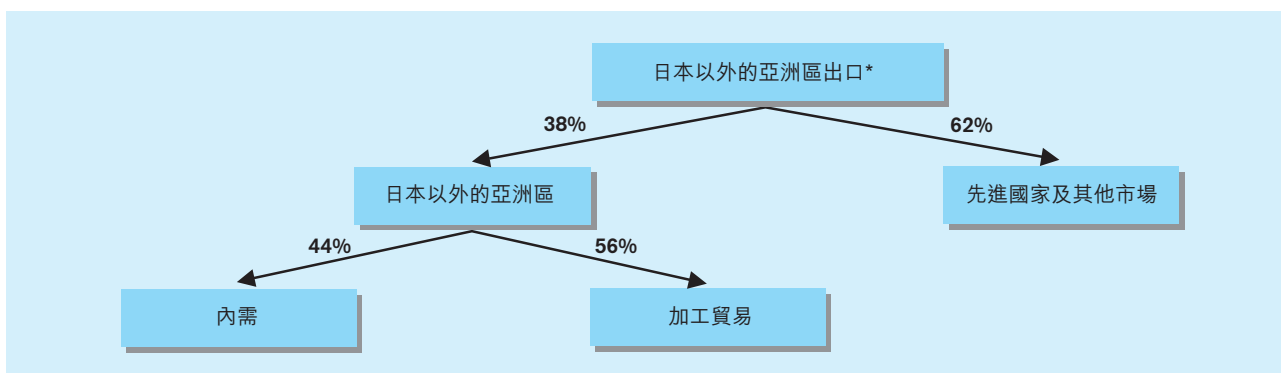 日本以外的亞洲區出口*
38%
62%
日本以外的亞洲區
先進國家及其他市場
44%
56%
內需
加工貿易